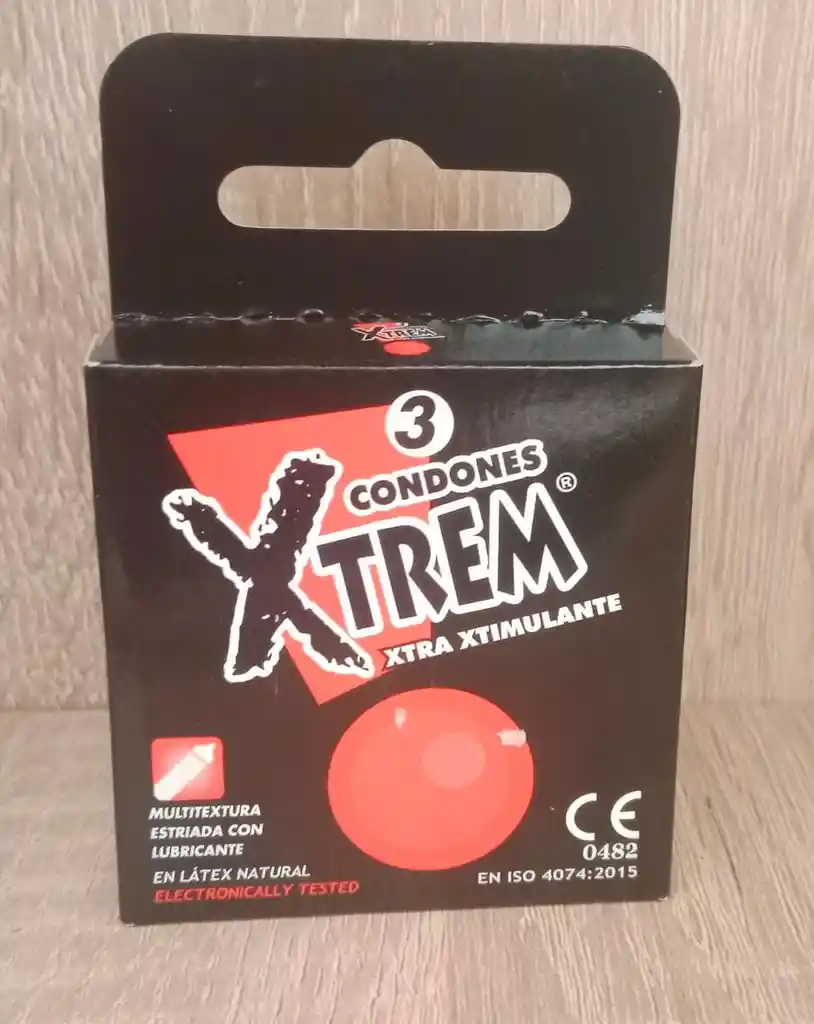 XTREM
3
CONDONES
XTREM®
XTRA XTIMULANTE
MULTITEXTURA
ESTRIADA CON
LUBRICANTE
EN LÁTEX NATURAL
ELECTRONICALLY TESTED
CE
0482
EN ISO 4074:2015